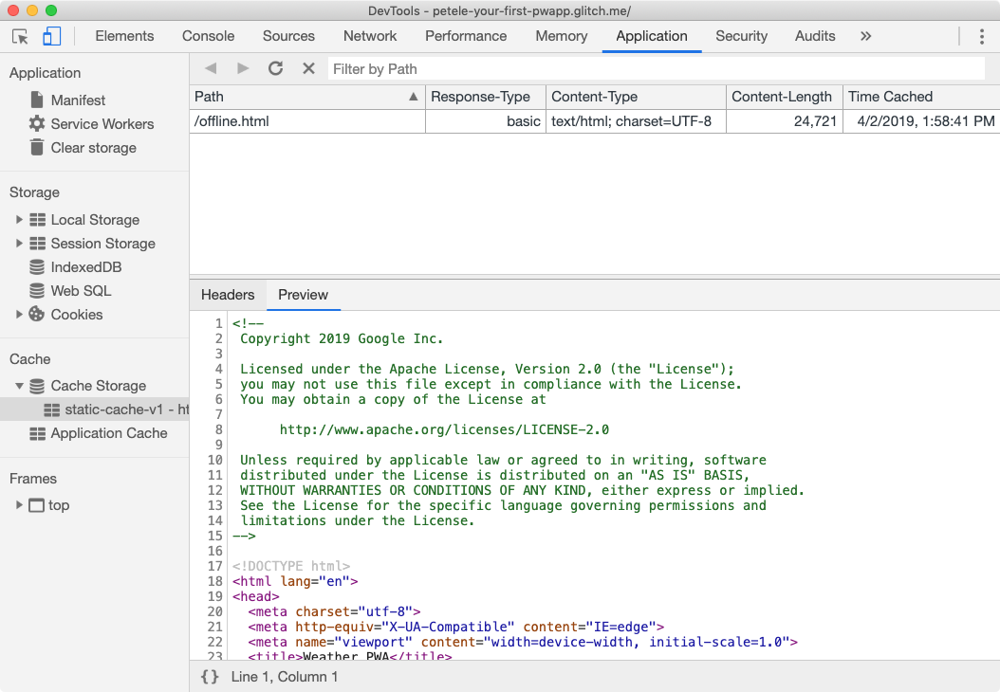 DevTools - petele-your-first-pwapp.glitch.me/
Elements Console Sources Network Performance Memory Application Security Audits »
Application
Manifest
Service Workers
Clear storage
Storage
Local Storage
Session Storage
IndexedDB
Web SQL
Cookies
Cache
Cache Storage
static-cache-v1 - ht
Application Cache
Frames
top
Filter by Path
Path Response-Type Content-Type Content-Length Time Cached
/offline.html basic text/html; charset=UTF-8 24,721 4/2/2019, 1:58:41 PM
Headers Preview
1 <!--
2 Copyright 2019 Google Inc.
3
4 Licensed under the Apache License, Version 2.0 (the "License");
5 you may not use this file except in compliance with the License.
6 You may obtain a copy of the License at
7
8 http://www.apache.org/licenses/LICENSE-2.0
9
10 Unless required by applicable law or agreed to in writing, software
11 distributed under the License is distributed on an "AS IS" BASIS,
12 WITHOUT WARRANTIES OR CONDITIONS OF ANY KIND, either express or implied.
13 See the License for the specific language governing permissions and
14 limitations under the License.
15 -->
16
17 <!DOCTYPE html>
18 <html lang="en">
19 <head>
20 <meta charset="utf-8">
21 <meta http-equiv="X-UA-Compatible" content="IE=edge">
22 <meta name="viewport" content="width=device-width, initial-scale=1.0">
23 <title>Weather PWA</title>
{} Line 1, Column 1